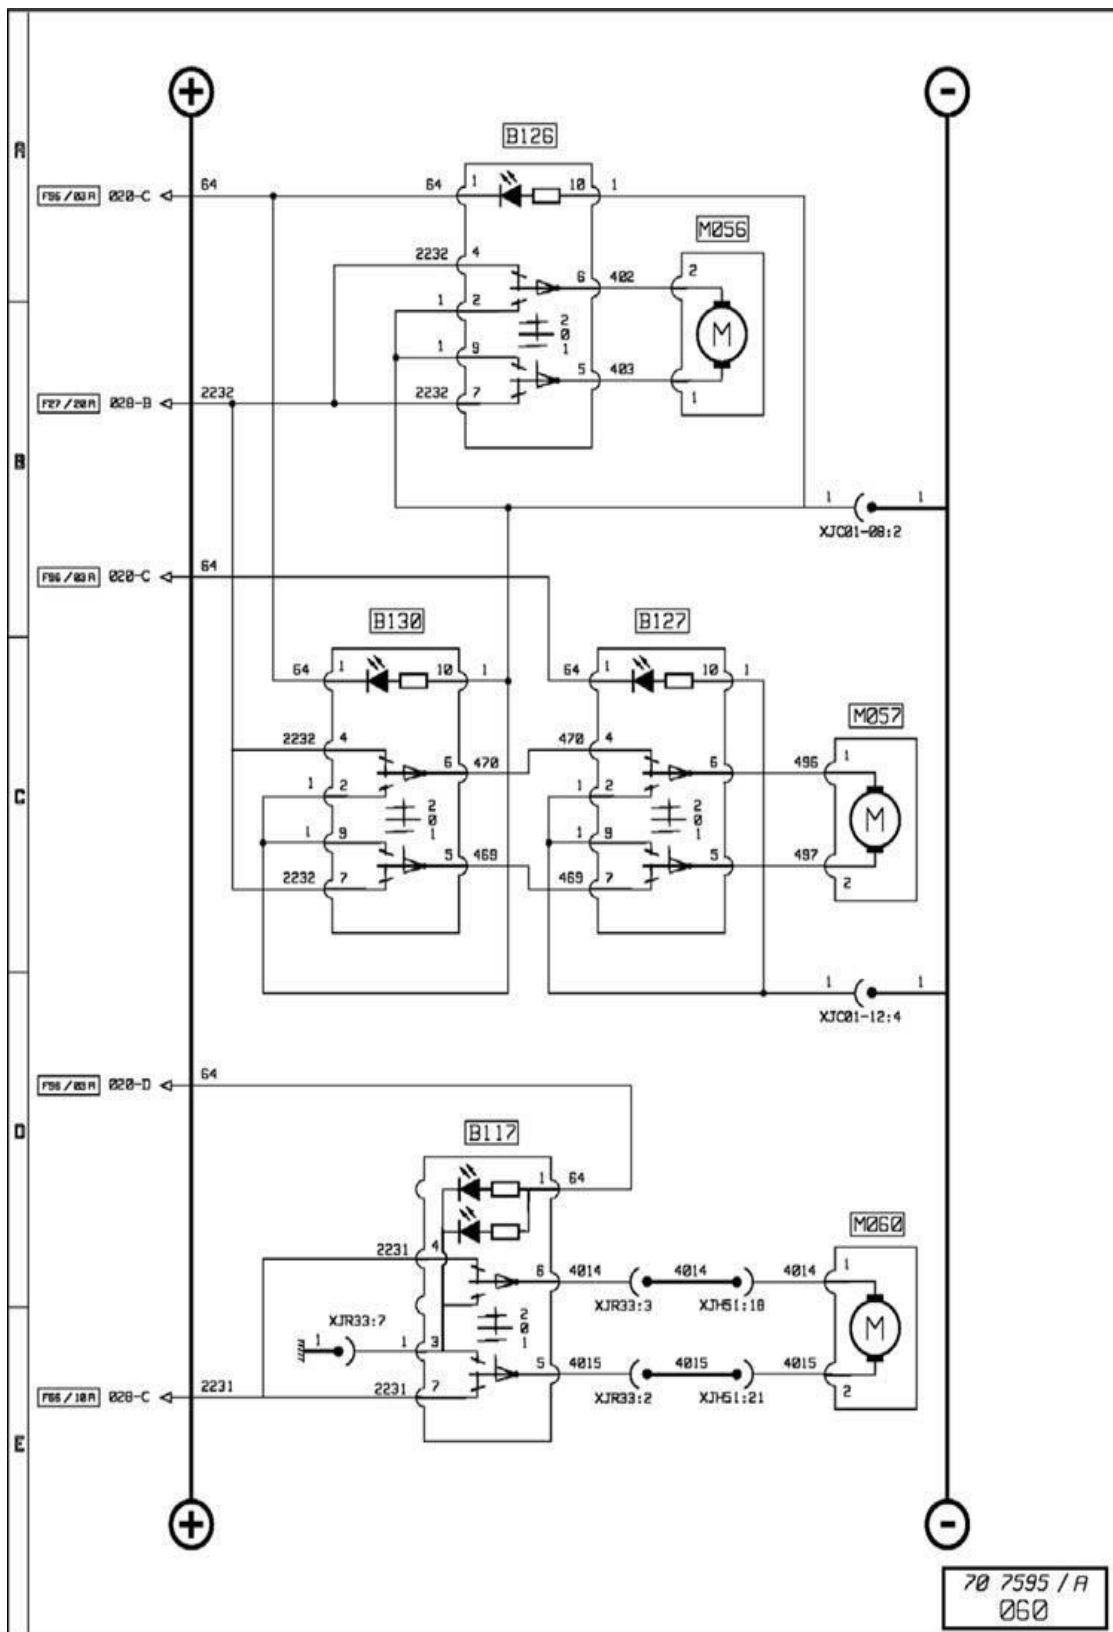 + -
B126
A
F96/03A 020-C 64 64 1 10 1
M056
2232 4 2
6 402
1 2
2
0 M
1
1 9
5 403
F27/20A 028-B 2232 2232 7 1
B
1 1
XJC01-08:2
F96/03A 020-C 64
B130 B127
64 1 10 1 64 1 10 1
M057
2232 4 470 4 1
6 470 6 496
C
1 2 1 2
2 2
0 0 M
1 1
1 9 1 9
5 469 5 497
2232 7 469 7 2
1 1
XJC01-12:4
F96/03A 020-D 64
D
B117
1 64
M060
2231 4 1
6 4014 4014 4014
XJR33:3 XJH51:18
XJR33:7 2
0 M
1
1 1 3
5 4015 4015 4015
F66/10A 028-C 2231 2231 7 XJR33:2 XJH51:21 2
E
+ -
70 7595 / A
060